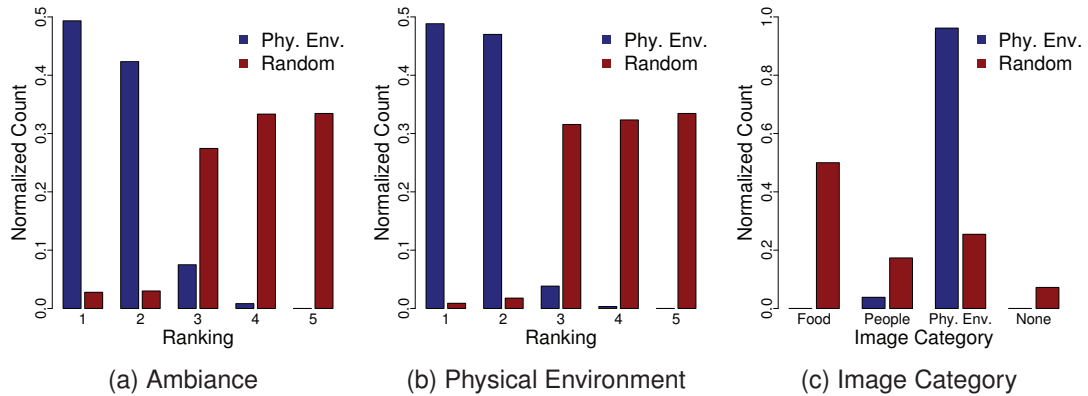 Normalized Count
0.0 0.1 0.2 0.3 0.4 0.5
Phy. Env.
Random
1 2 3 4 5
Ranking
(a) Ambiance
Normalized Count
0.0 0.1 0.2 0.3 0.4 0.5
Phy. Env.
Random
1 2 3 4 5
Ranking
(b) Physical Environment
Normalized Count
0.0 0.2 0.4 0.6 0.8 1.0
Phy. Env.
Random
Food People Phy. Env. None
Image Category
(c) Image Category